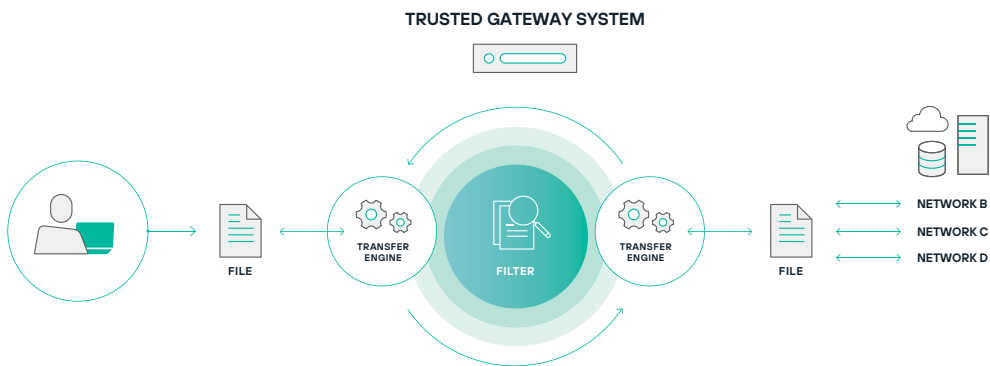 TRUSTED GATEWAY SYSTEM
FILE
TRANSFER
ENGINE
FILTER
TRANSFER
ENGINE
FILE
NETWORK B
NETWORK C
NETWORK D